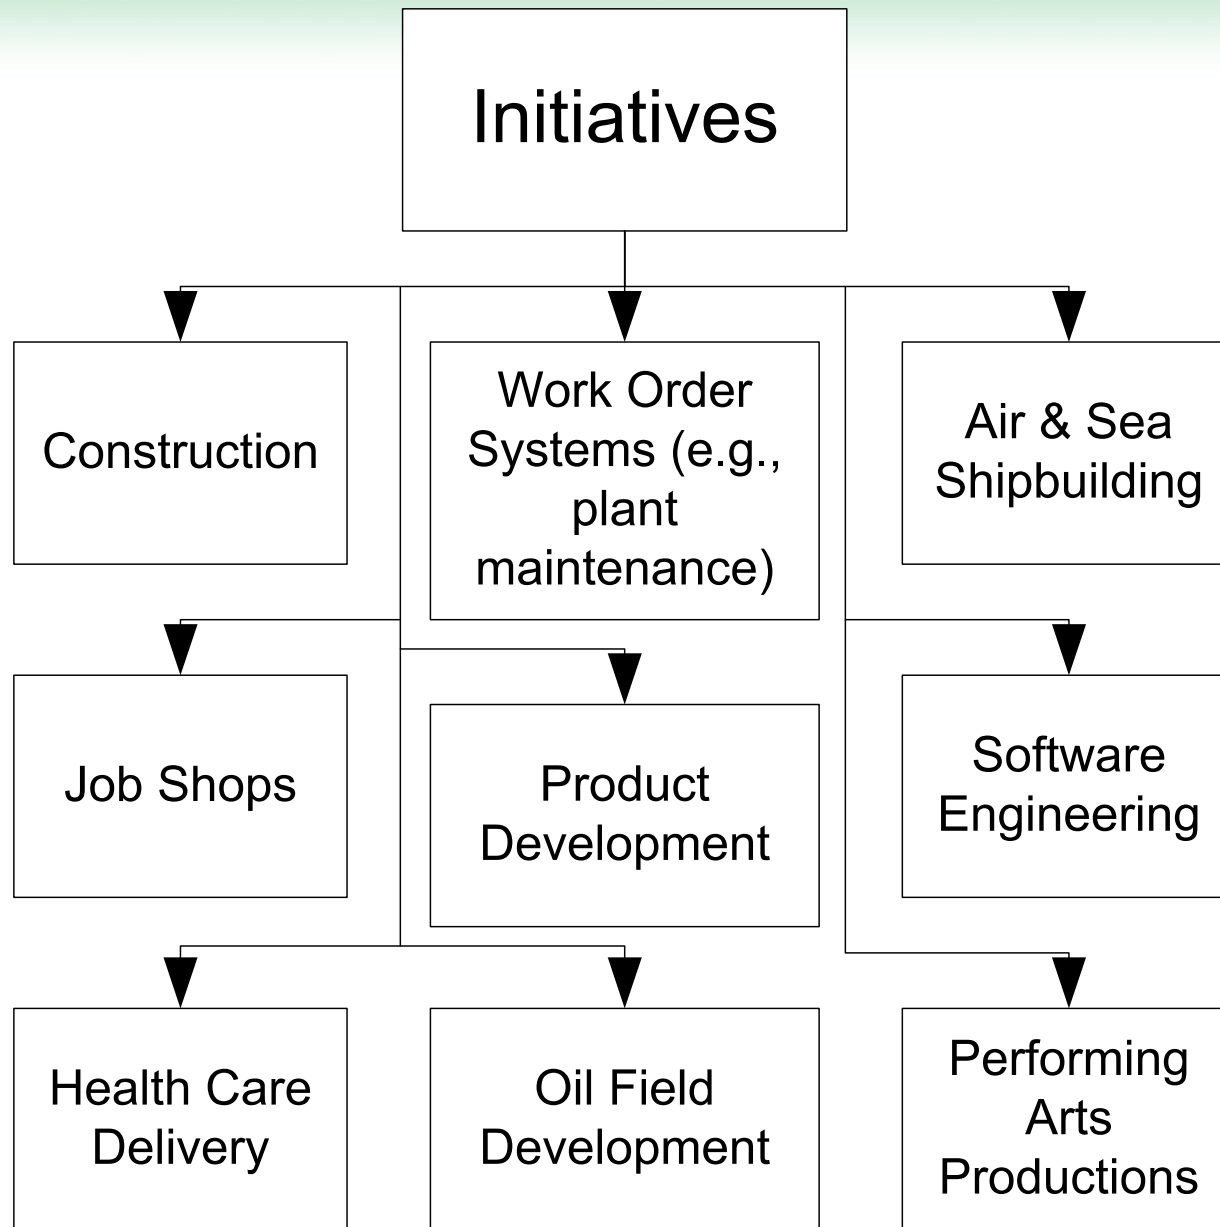 Initiatives
Construction
Work Order
Systems (e.g.,
plant
maintenance)
Air & Sea
Shipbuilding
Job Shops
Product
Development
Software
Engineering
Health Care
Delivery
Oil Field
Development
Performing
Arts
Productions